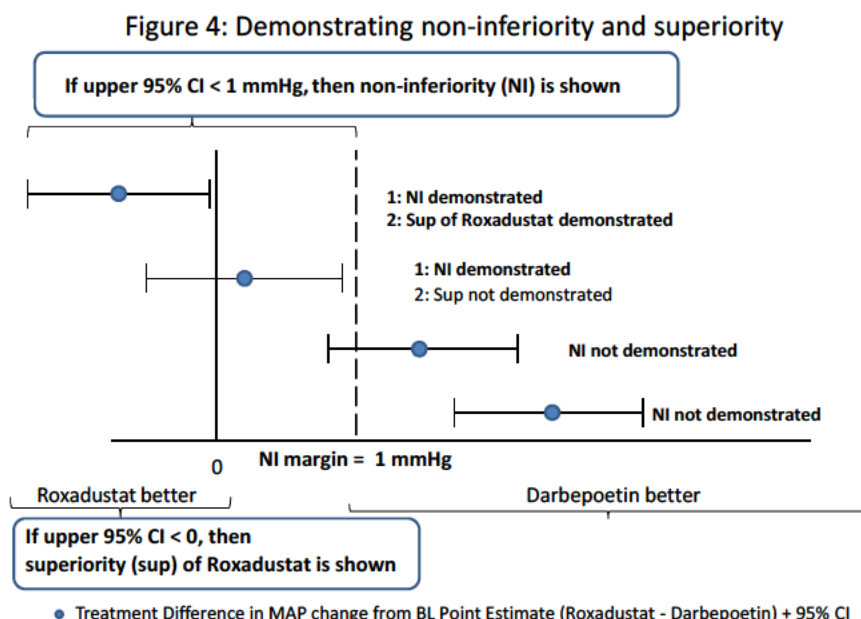 Figure 4: Demonstrating non-inferiority and superiority
If upper 95% CI < 1 mmHg, then non-inferiority (NI) is shown
1: NI demonstrated
2: Sup of Roxadustat demonstrated
1: NI demonstrated
2: Sup not demonstrated
NI not demonstrated
NI not demonstrated
0
NI margin = 1 mmHg
Roxadustat better
Darbepoetin better
If upper 95% CI < 0, then
superiority (sup) of Roxadustat is shown
Treatment Difference in MAP change from BL Point Estimate (Roxadustat - Darbepoetin) + 95% CI